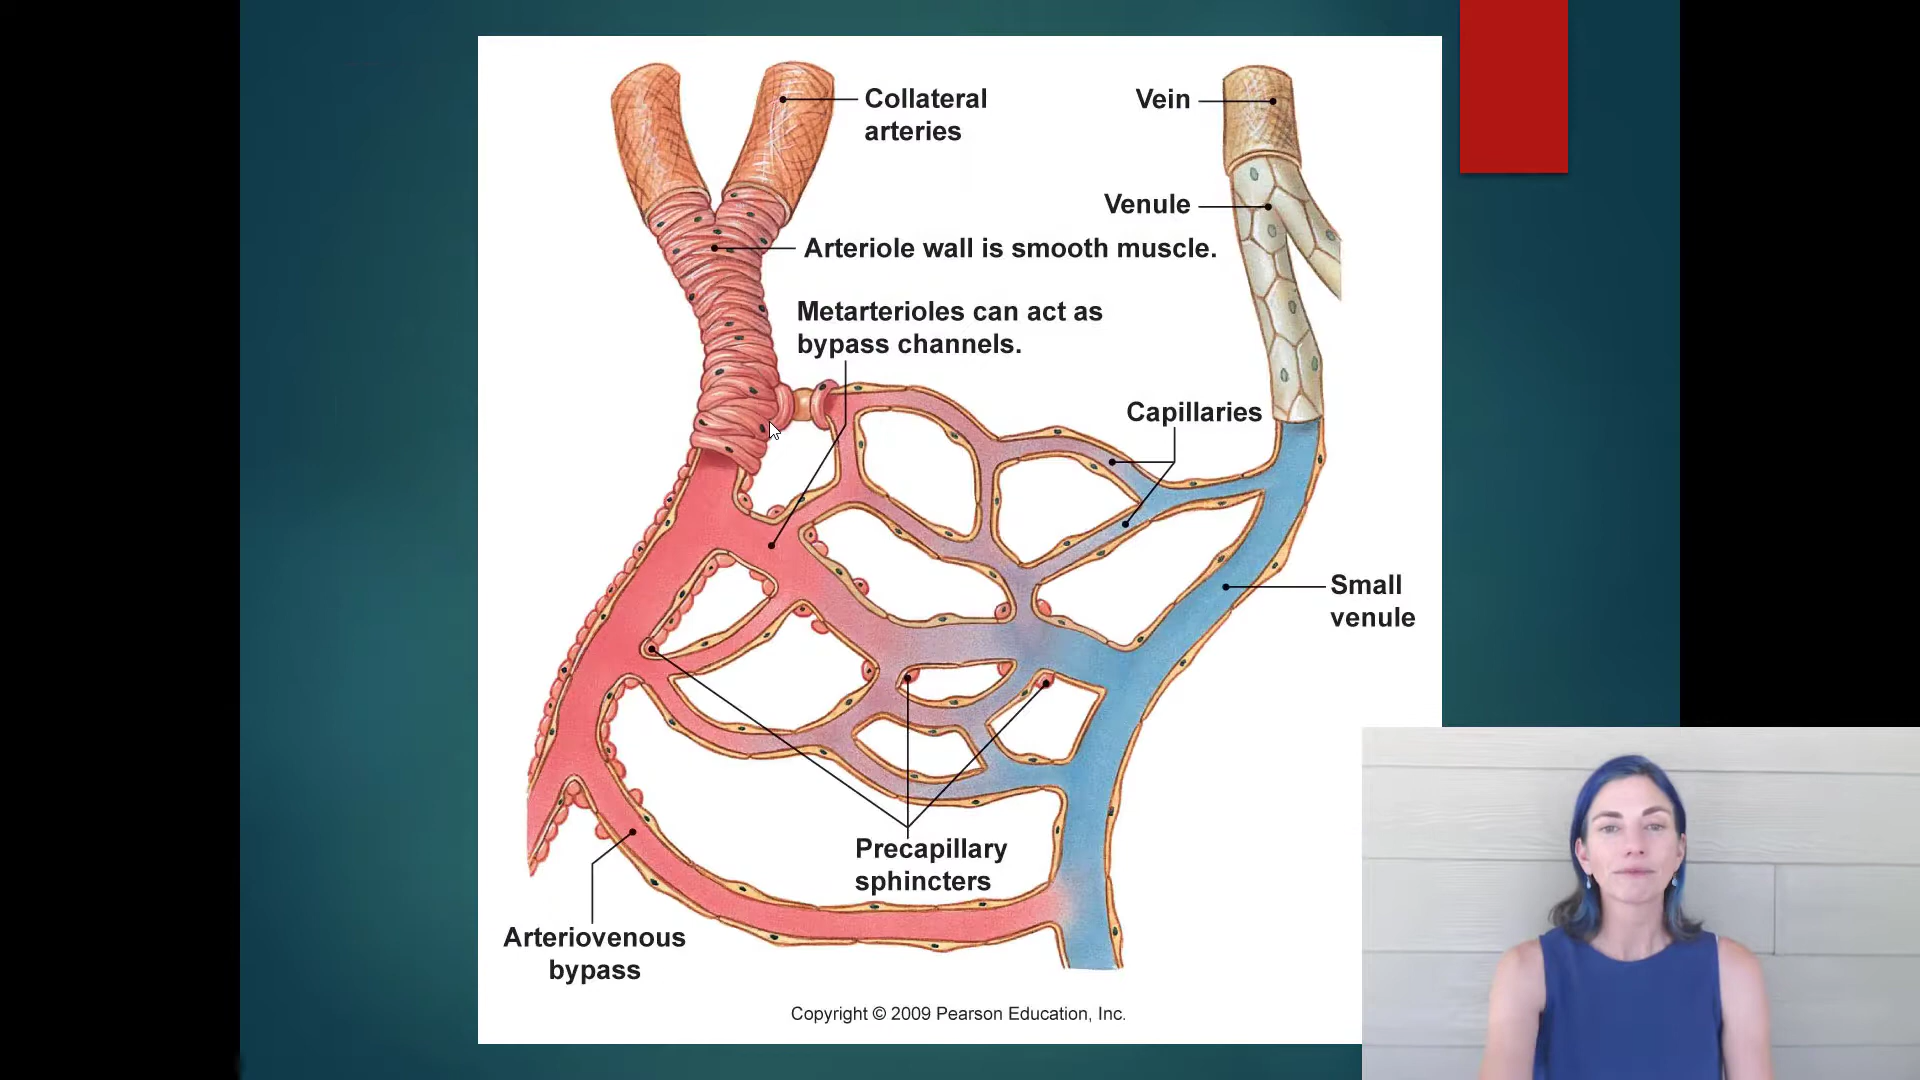 Collateral
arteries
Vein
Venule
Arteriole wall is smooth muscle.
Metarterioles can act as
bypass channels.
Capillaries
Small
venule
Precapillary
sphincters
Arteriovenous
bypass
Copyright © 2009 Pearson Education, Inc.